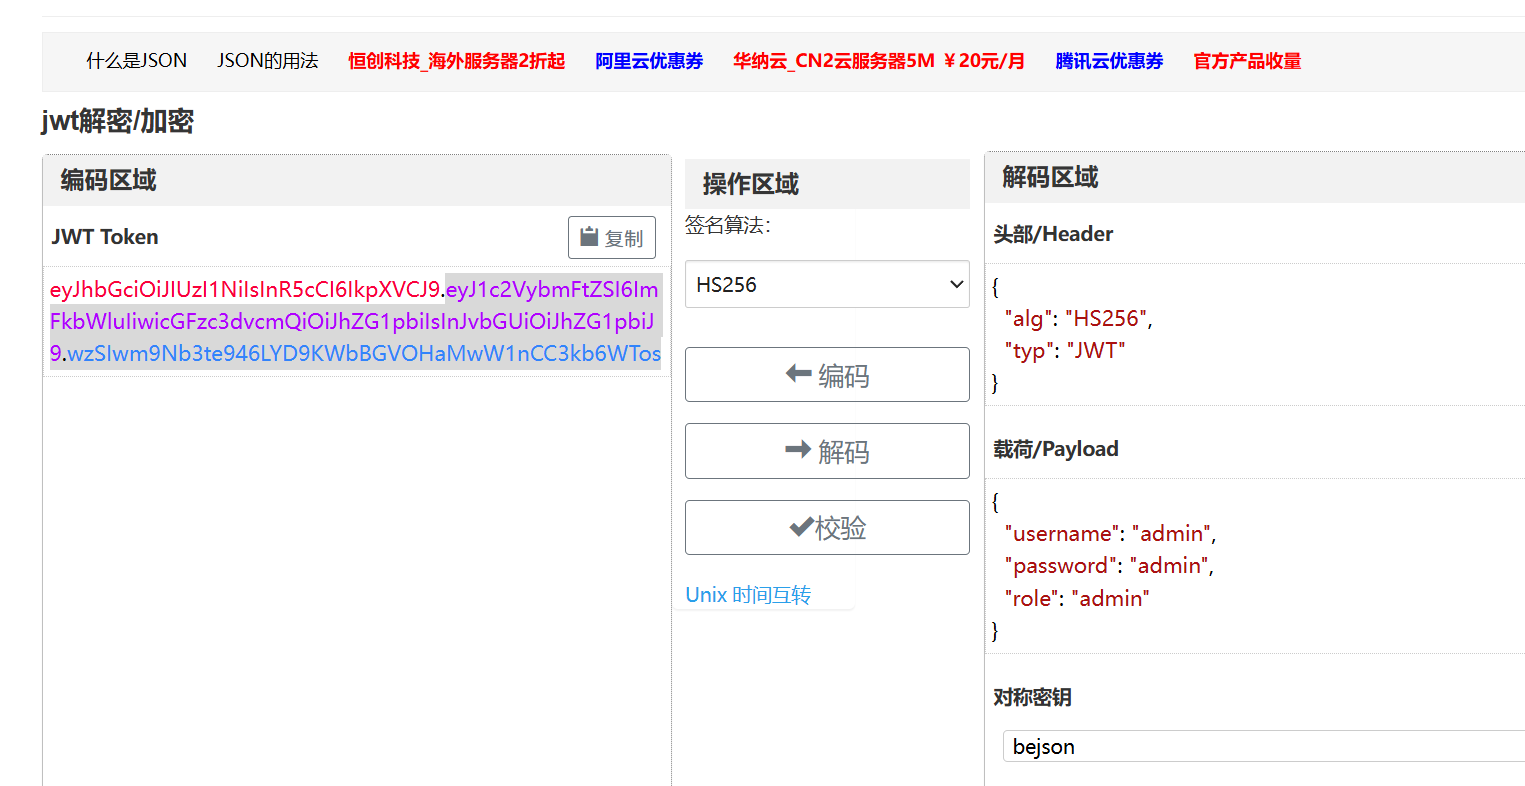 什么是JSON JSON的用法 恒创科技_海外服务器2折起 阿里云优惠券 华纳云_CN2云服务器5M ￥20元/月 腾讯云优惠券 官方产品收量
jwt解密/加密
编码区域
JWT Token
复制
eyJhbGciOiJIUzI1NiIsInR5cCI6IkpXVCJ9.eyJ1c2VybmFtZSI6Im
FkbWluIiwicGFzc3dvcmQiOiJhZG1pbiIsInJvbGUiOiJhZG1pbiJ
9.wzSIwm9Nb3te946LYD9KWbBGVOHaMwW1nCC3kb6WTos
操作区域
签名算法:
HS256
编码
解码
校验
Unix 时间互转
解码区域
头部/Header
{
"alg": "HS256",
"typ": "JWT"
}
载荷/Payload
{
"username": "admin",
"password": "admin",
"role": "admin"
}
对称密钥
bejson